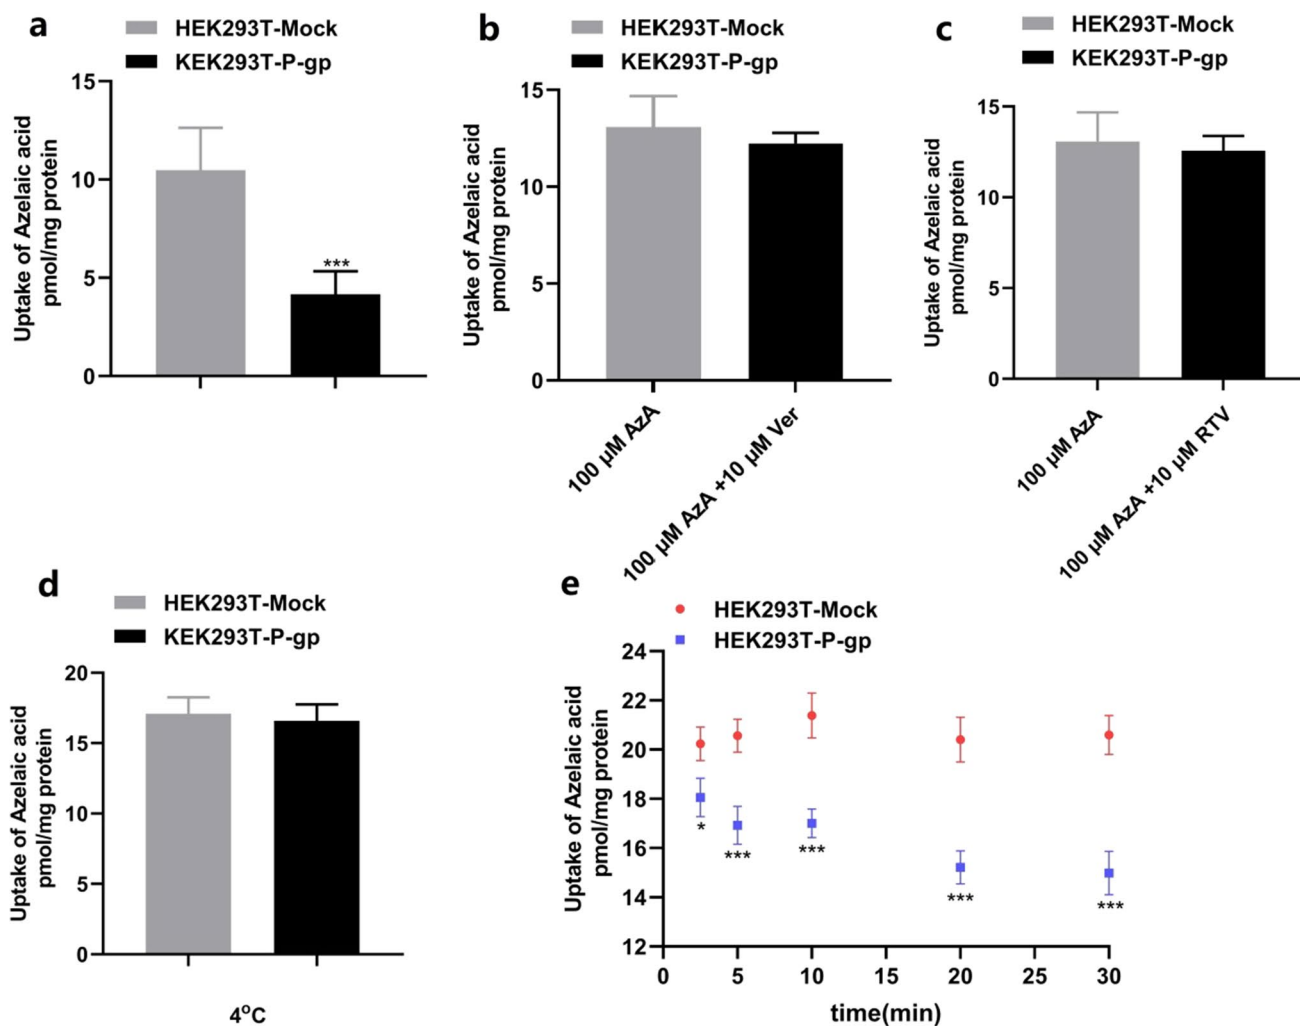 a
HEK293T-Mock
KEK293T-P-gp
Uptake of Azelaic acid
pmol/mg protein
15
10
5
0
***
b
HEK293T-Mock
KEK293T-P-gp
Uptake of Azelaic acid
pmol/mg protein
15
10
5
0
100 μM AzA
100 μM AzA +10 μM Ver
c
HEK293T-Mock
KEK293T-P-gp
Uptake of Azelaic acid
pmol/mg protein
15
10
5
0
100 μM AzA
100 μM AzA +10 μM RTV
d
HEK293T-Mock
KEK293T-P-gp
Uptake of Azelaic acid
pmol/mg protein
20
15
10
5
0
4°C
e
HEK293T-Mock
HEK293T-P-gp
Uptake of Azelaic acid
pmol/mg protein
24
22
20
18
16
14
12
*
***
***
***
***
0 5 10 15 20 25 30
time(min)